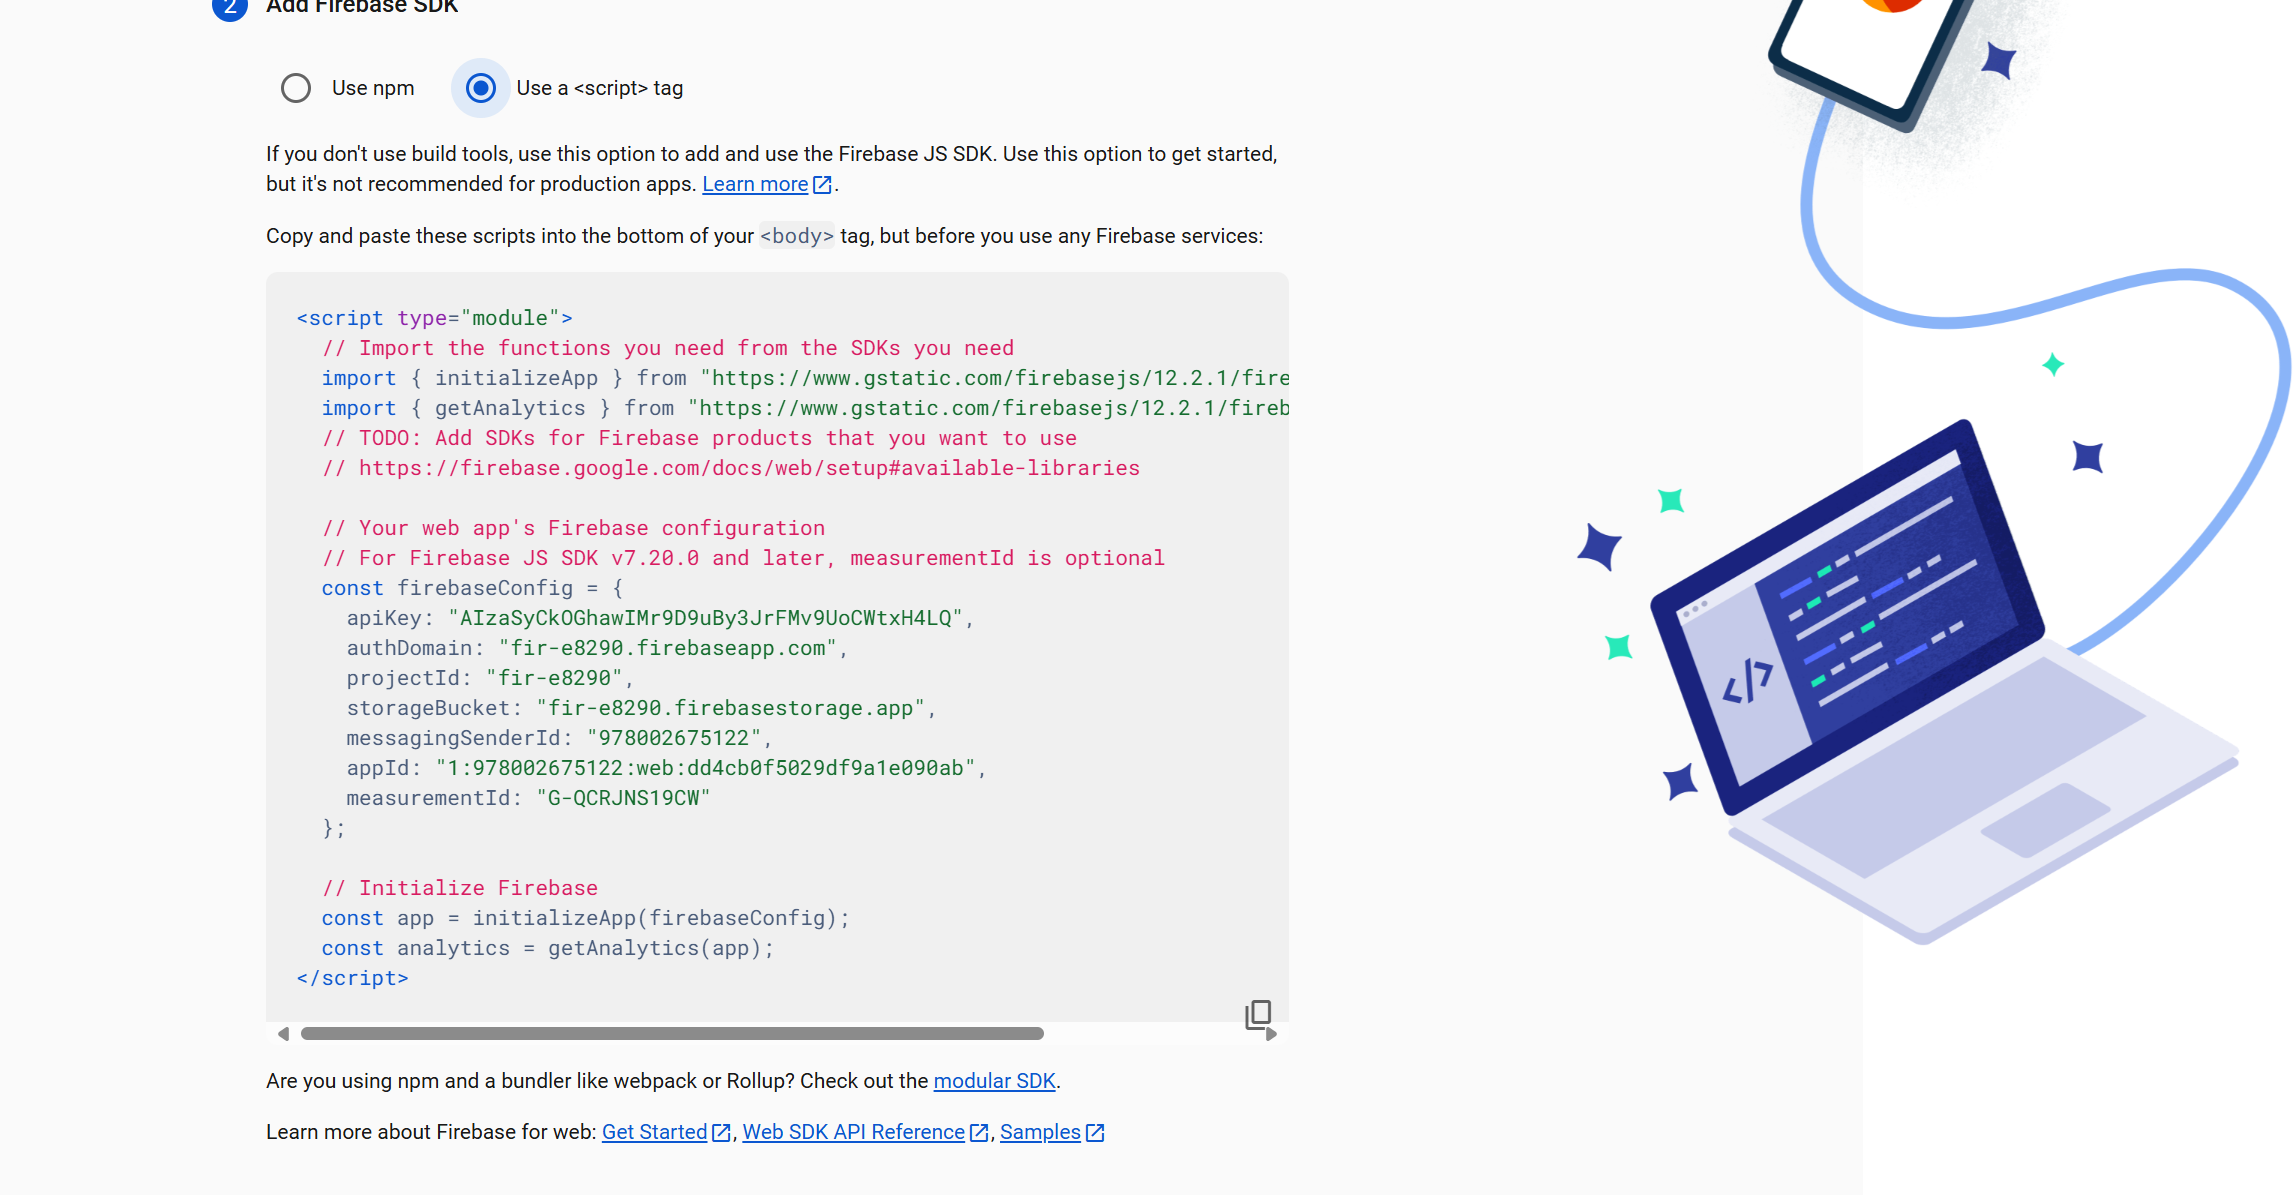 2 Add Firebase SDK
Use npm Use a <script> tag
If you don't use build tools, use this option to add and use the Firebase JS SDK. Use this option to get started,
but it's not recommended for production apps. Learn more.
Copy and paste these scripts into the bottom of your <body> tag, but before you use any Firebase services:
<script type="module">
  // Import the functions you need from the SDKs you need
  import { initializeApp } from "https://www.gstatic.com/firebasejs/12.2.1/fire
  import { getAnalytics } from "https://www.gstatic.com/firebasejs/12.2.1/fireb
  // TODO: Add SDKs for Firebase products that you want to use
  // https://firebase.google.com/docs/web/setup#available-libraries
  // Your web app's Firebase configuration
  // For Firebase JS SDK v7.20.0 and later, measurementId is optional
  const firebaseConfig = {
    apiKey: "AIzaSyCkOGhawIMr9D9uBy3JrFMv9UoCWtxH4LQ",
    authDomain: "fir-e8290.firebaseapp.com",
    projectId: "fir-e8290",
    storageBucket: "fir-e8290.firebasestorage.app",
    messagingSenderId: "978002675122",
    appId: "1:978002675122:web:dd4cb0f5029df9a1e090ab",
    measurementId: "G-QCRJNS19CW"
  };
  // Initialize Firebase
  const app = initializeApp(firebaseConfig);
  const analytics = getAnalytics(app);
</script>
Are you using npm and a bundler like webpack or Rollup? Check out the modular SDK.
Learn more about Firebase for web: Get Started, Web SDK API Reference, Samples